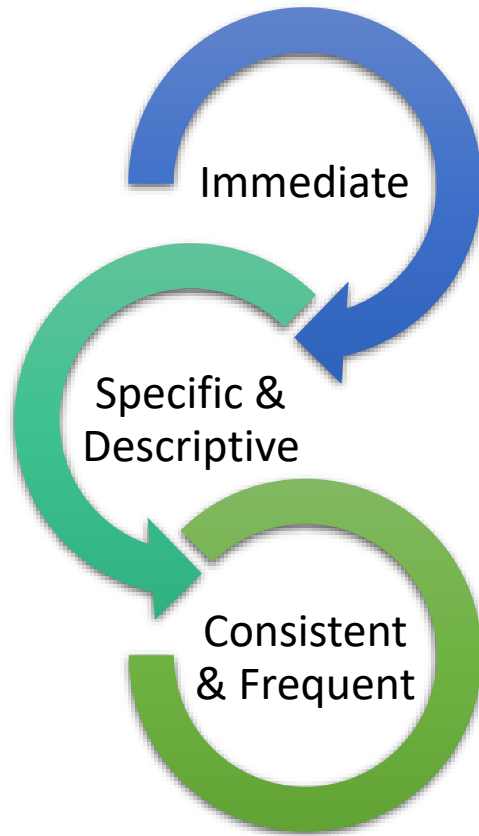 Immediate
Specific &
Descriptive
Consistent
& Frequent